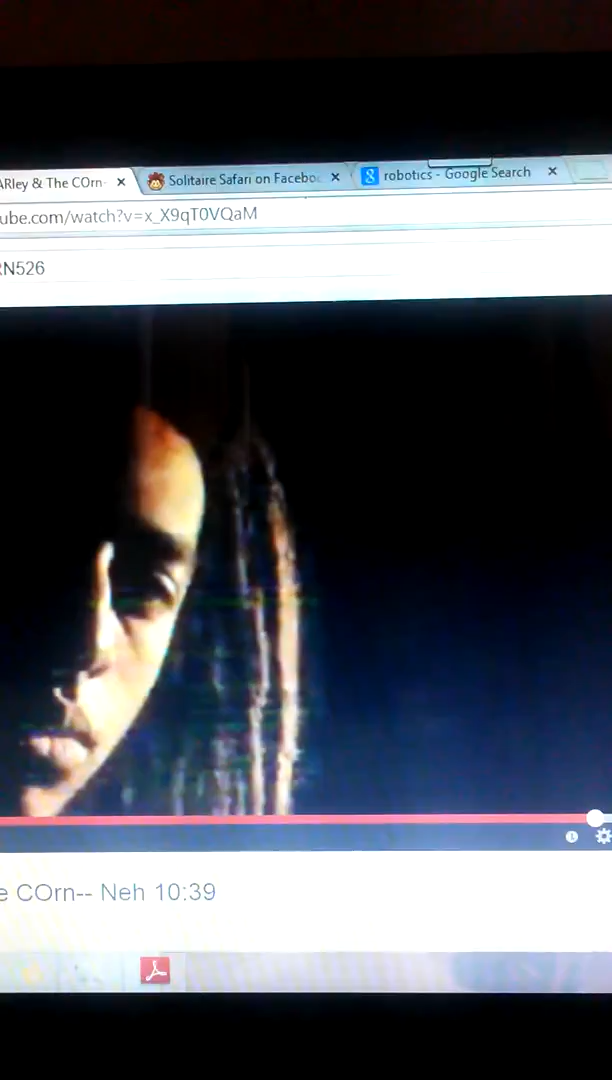 ARley & The COrn-
Solitaire Safari on Faceboo
robotics - Google Search
ube.com/watch?v=x_X9qT0VQaM
RN526
e COrn-- Neh 10:39